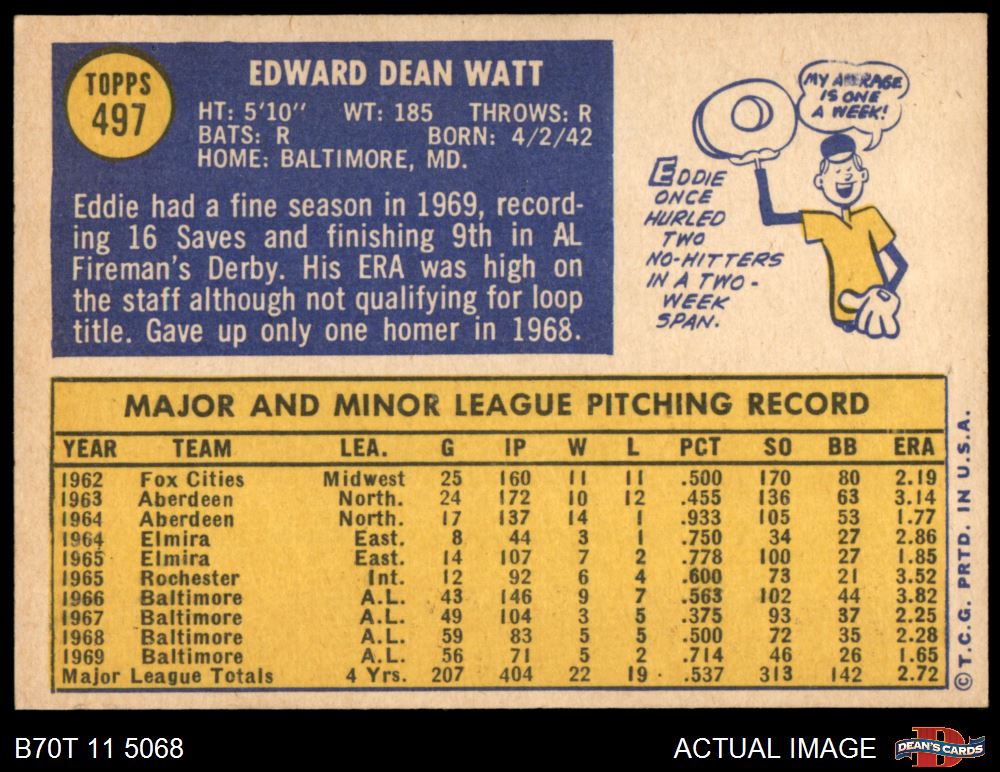 TOPPS
497
EDWARD DEAN WATT
HT: 5'10" WT: 185 THROWS: R
BATS: R BORN: 4/2/42
HOME: BALTIMORE, MD.
Eddie had a fine season in 1969, record-
ing 16 Saves and finishing 9th in AL
Fireman's Derby. His ERA was high on
the staff although not qualifying for loop
title. Gave up only one homer in 1968.
MY AVERAGE
IS ONE
A WEEK!
EDDIE
ONCE
HURLED
TWO
NO-HITTERS
IN A TWO-
WEEK
SPAN.
MAJOR AND MINOR LEAGUE PITCHING RECORD
YEAR TEAM LEA. G IP W L PCT SO BB ERA
1962 Fox Cities Midwest 25 160 11 11 .500 170 80 2.19
1963 Aberdeen North. 24 172 10 12 .455 136 63 3.14
1964 Aberdeen North. 17 137 14 1 .933 105 53 1.77
1964 Elmira East. 8 44 3 1 .750 34 27 2.86
1965 Elmira East. 14 107 7 2 .778 100 27 1.85
1965 Rochester Int. 12 92 6 4 .600 73 21 3.52
1966 Baltimore A.L. 43 146 9 7 .563 102 44 3.82
1967 Baltimore A.L. 49 104 3 5 .375 93 37 2.25
1968 Baltimore A.L. 59 83 5 5 .500 72 35 2.28
1969 Baltimore A.L. 56 71 5 2 .714 46 26 1.65
Major League Totals 4 Yrs. 207 404 22 19 .537 313 142 2.72
© T.C.G. PRTD. IN U.S.A.
B70T 11 5068
ACTUAL IMAGE
DEAN'S CARDS